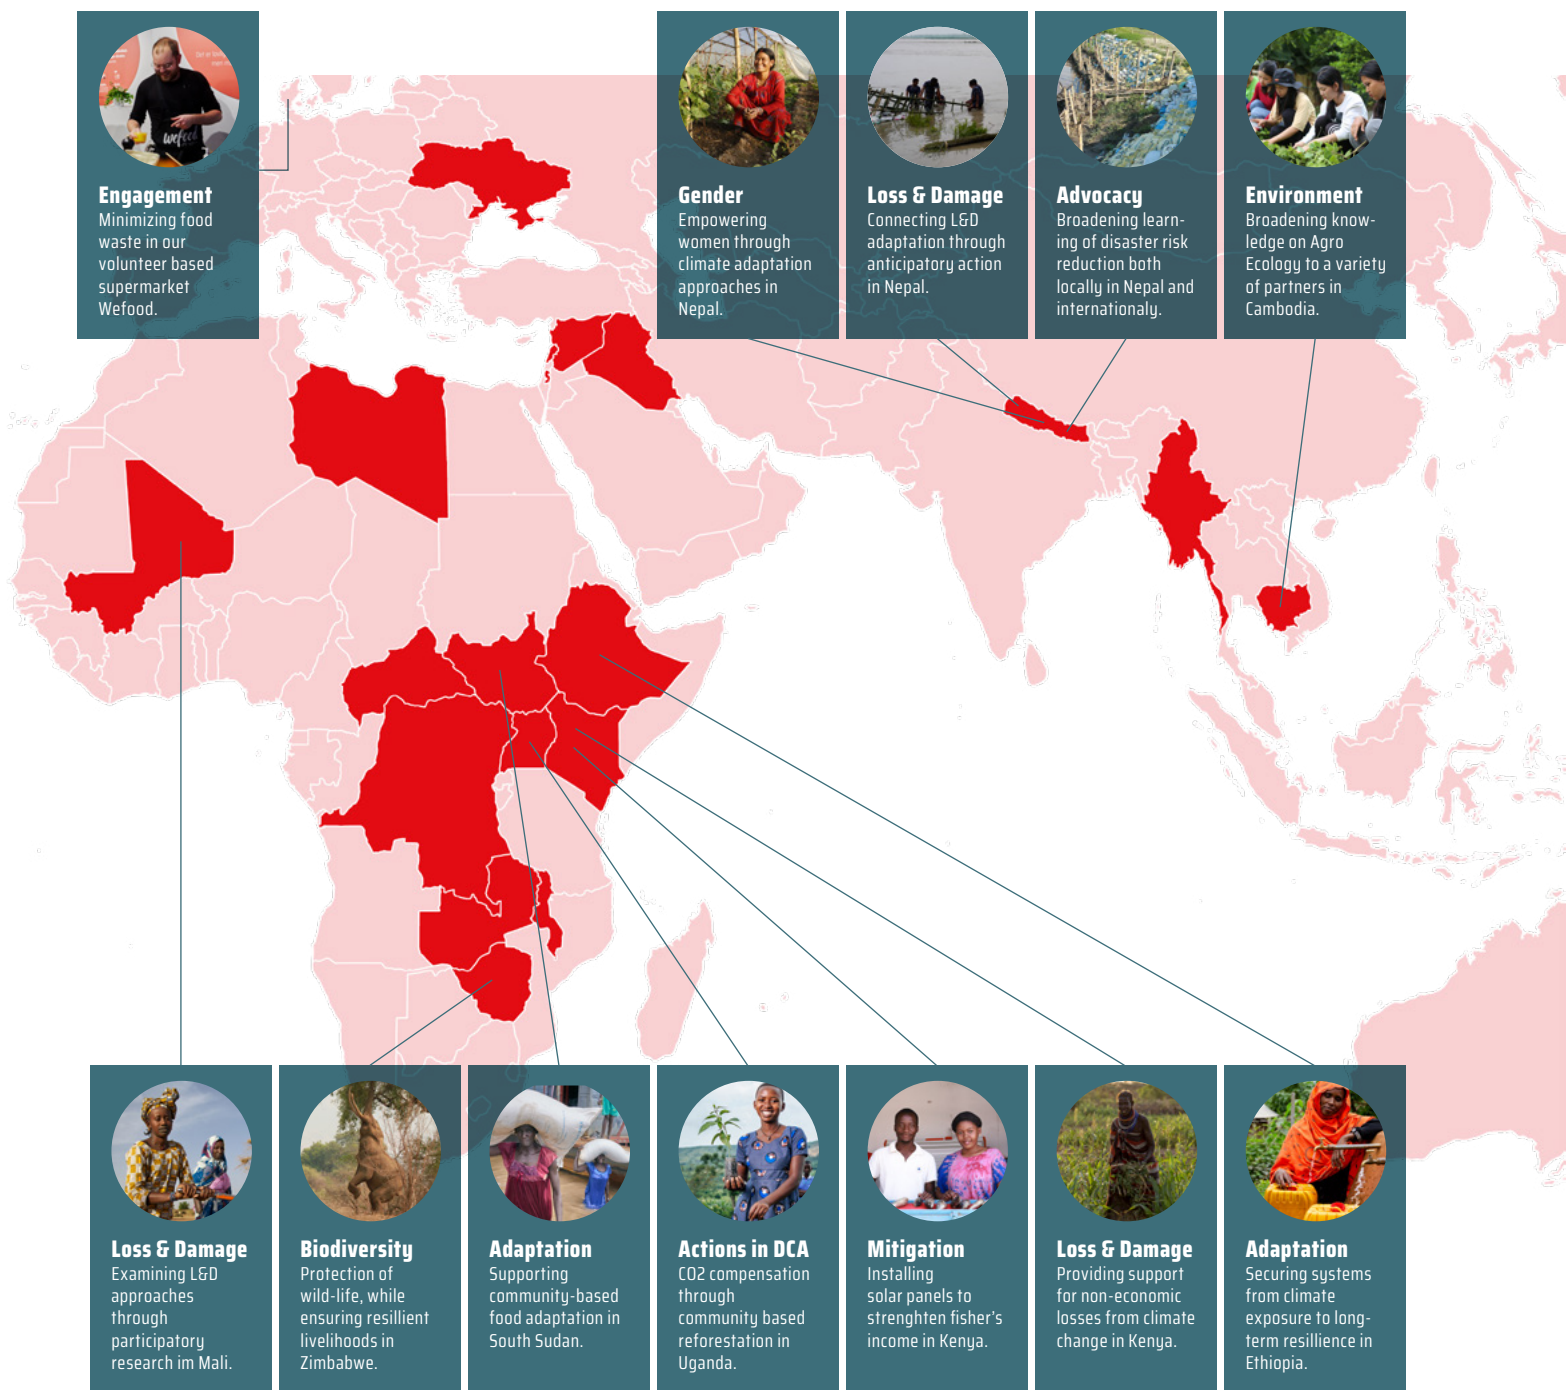 wefood
Engagement
Minimizing food
waste in our
volunteer based
supermarket
Wefood.
Gender
Empowering
women through
climate adaptation
approaches in
Nepal.
Loss & Damage
Connecting L&D
adaptation through
anticipatory action
in Nepal.
Advocacy
Broadening learn-
ing of disaster risk
reduction both
locally in Nepal and
internationaly.
Environment
Broadening know-
ledge on Agro
Ecology to a variety
of partners in
Cambodia.
Loss & Damage
Examining L&D
approaches
through
participatory
research im Mali.
Biodiversity
Protection of
wild-life, while
ensuring resillient
livelihoods in
Zimbabwe.
Adaptation
Supporting
community-based
food adaptation in
South Sudan.
Actions in DCA
CO2 compensation
through
community based
reforestation in
Uganda.
Mitigation
Installing
solar panels to
strenghten fisher's
income in Kenya.
Loss & Damage
Providing support
for non-economic
losses from climate
change in Kenya.
Adaptation
Securing systems
from climate
exposure to long-
term resillience in
Ethiopia.